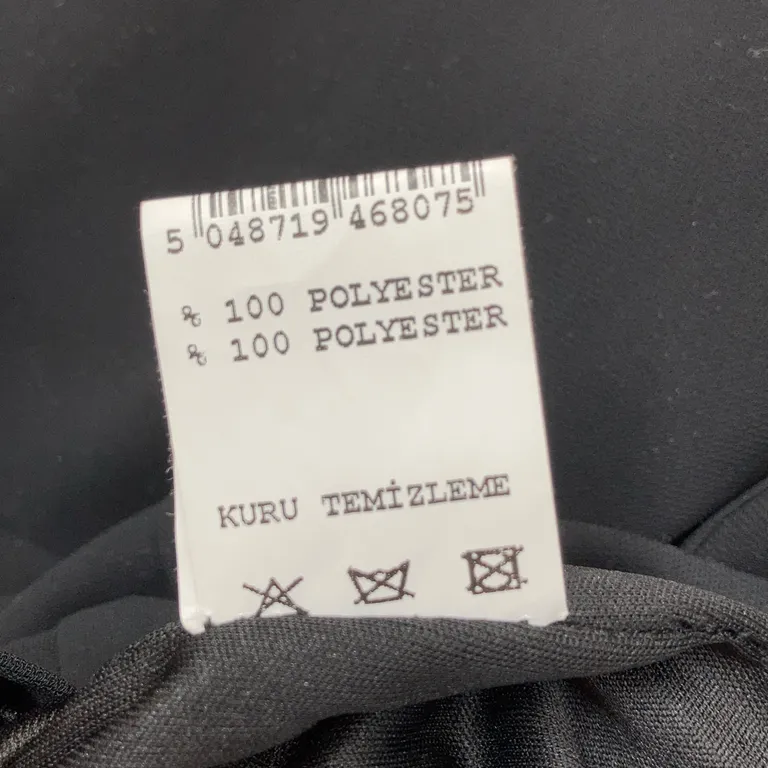 5 048719 468075
% 100 POLYESTER
% 100 POLYESTER
KURU TEMİZLEME